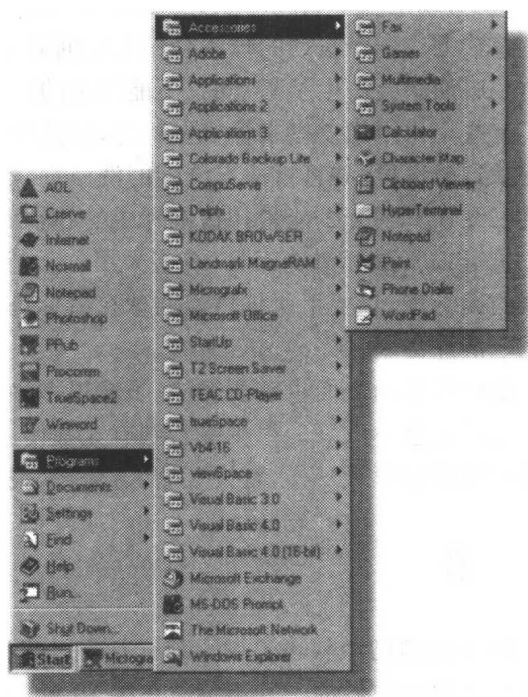 AOL
Cserve
Internet
Ncsmail
Notepad
Photoshop
PPub
Procomm
TrueSpace2
Winword
Programs
Documents
Settings
Find
Help
Run...
Shut Down...
Start
Microgra
Accessories
Adobe
Applications
Applications 2
Applications 3
Colorado Backup Lite
CompuServe
Delphi
KODAK BROWSER
Landmark MagnaRAM
Micrografx
Microsoft Office
StartUp
T2 Screen Saver
TEAC CD-Player
trueSpace
Vb4-16
viewSpace
Visual Basic 3.0
Visual Basic 4.0
Visual Basic 4.0 (16-bit)
Microsoft Exchange
MS-DOS Prompt
The Microsoft Network
Windows Explorer
Fax
Games
Multimedia
System Tools
Calculator
Character Map
Clipboard Viewer
HyperTerminal
Notepad
Paint
Phone Dialer
WordPad